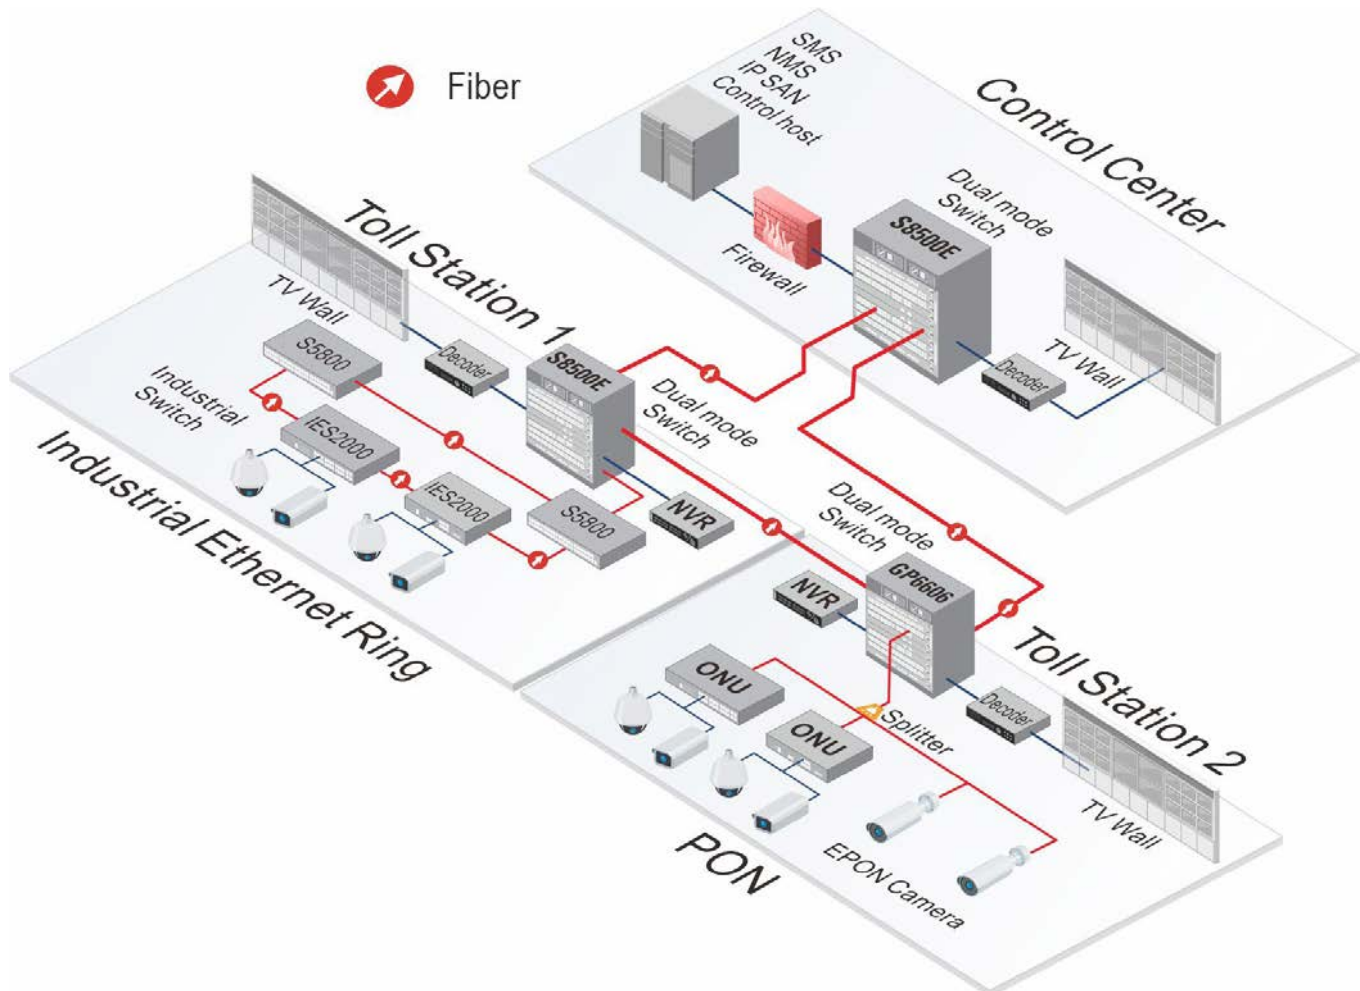 Fiber
SMS
NMS
IP SAN
Control host
Control Center
Dual mode
Switch
S8500E
Firewall
Decoder
TV Wall
Toll Station 1
TV Wall
Decoder
S8500E
Dual mode
Switch
S5800
Industrial
Switch
IES2000
IES2000
S5800
NVR
Industrial Ethernet Ring
Dual mode
Switch
GP6606
NVR
Toll Station 2
ONU
ONU
Splitter
Decoder
TV Wall
EPON Camera
PON